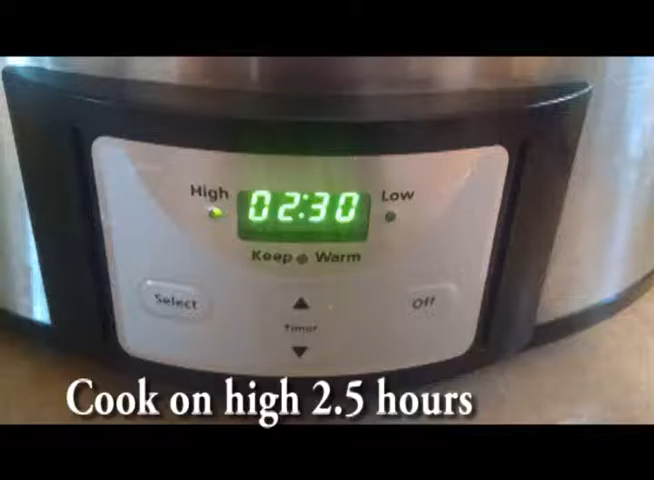 High 02:30 Low
Keep Warm
Select
Off
Timer
Cook on high 2.5 hours